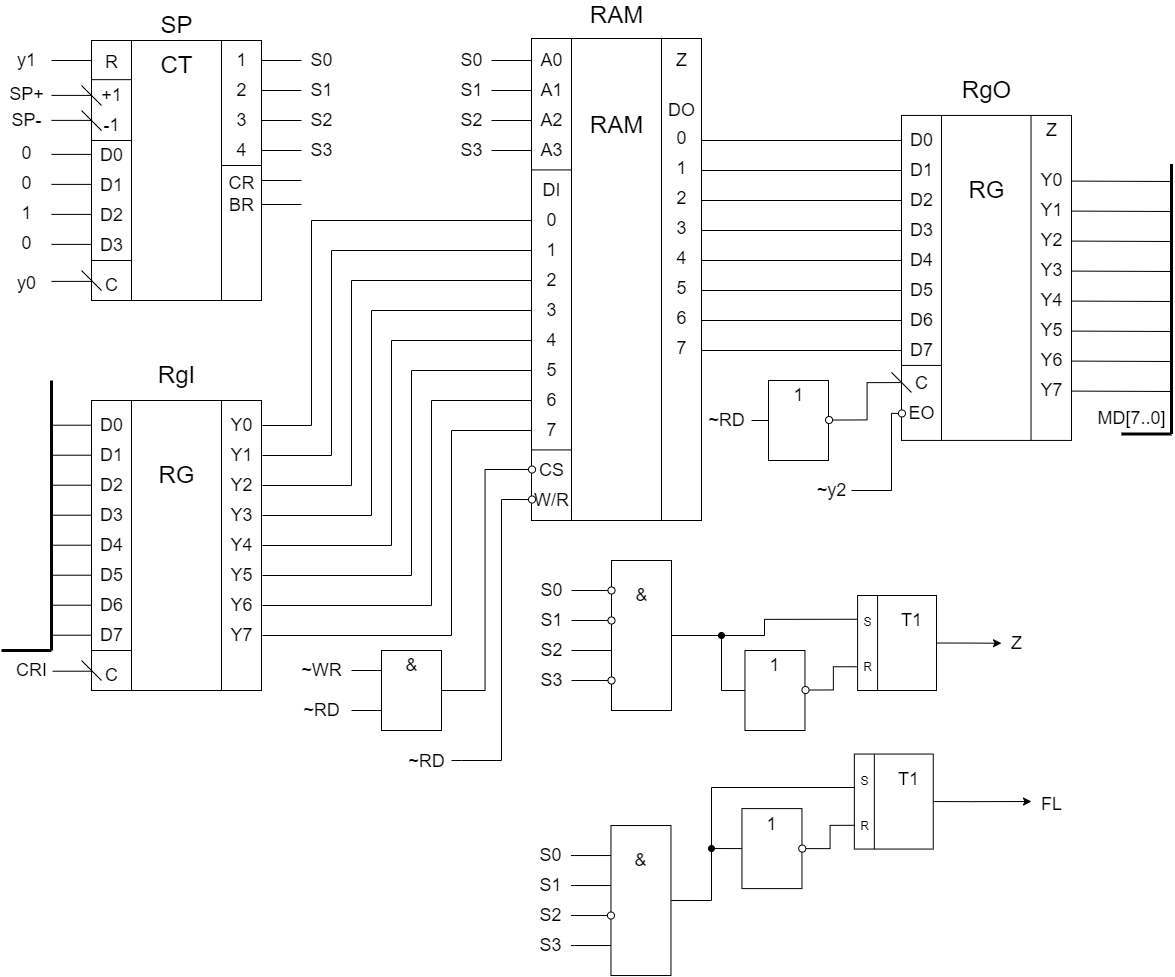 SP
CT
y1
R
SP+
+1
SP-
-1
0
D0
0
D1
1
D2
0
D3
y0
C
1
S0
2
S1
3
S2
4
S3
CR
BR
RAM
RAM
S0
A0
S1
A1
S2
A2
S3
A3
DI
0
1
2
3
4
5
6
7
CS
W/R
Z
DO
0
1
2
3
4
5
6
7
RgO
RG
D0
D1
D2
D3
D4
D5
D6
D7
C
EO
Z
Y0
Y1
Y2
Y3
Y4
Y5
Y6
Y7
MD[7..0]
~RD
1
~y2
RgI
RG
D0
D1
D2
D3
D4
D5
D6
D7
CRI
C
Y0
Y1
Y2
Y3
Y4
Y5
Y6
Y7
~WR
~RD
&
~RD
S0
S1
S2
S3
&
1
S
R
T1
Z
S0
S1
S2
S3
&
1
S
R
T1
FL